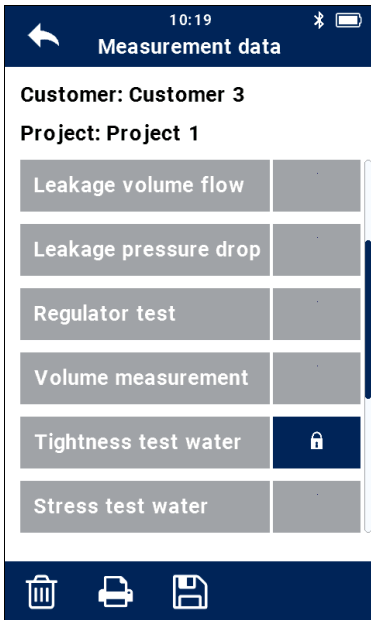 10:19
Measurement data
Customer: Customer 3
Project: Project 1
Leakage volume flow
Leakage pressure drop
Regulator test
Volume measurement
Tightness test water
Stress test water